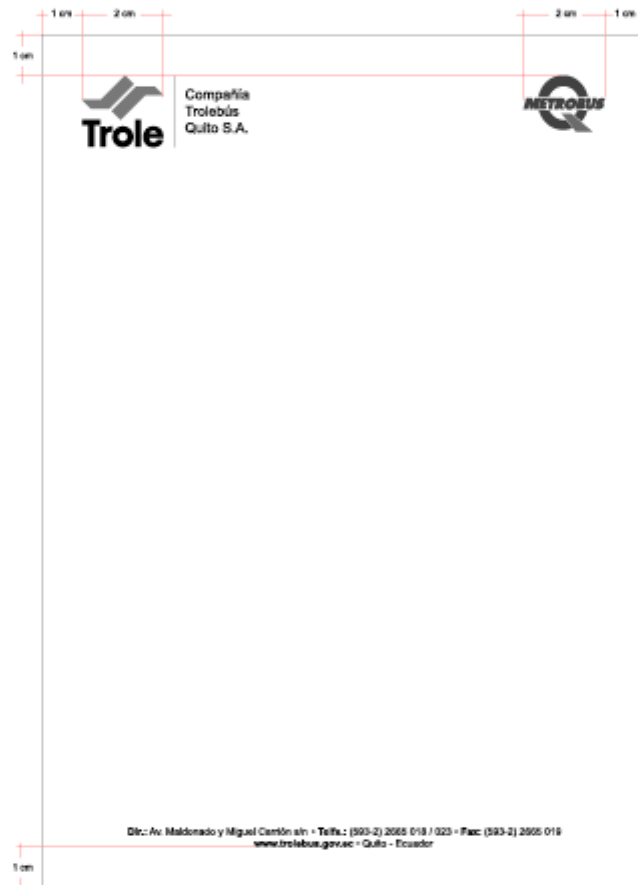 1 cm 2 cm 2 cm 1 cm
1 cm
Compañía
Trolebús
Quito S.A.
Trole
METROBUS
Q
Dir.: Av. Maldonado y Miguel Carrión s/n • Telfs.: (593-2) 2665 018 / 023 • Fax: (593-2) 2665 019
www.trolebus.gov.ec • Quito - Ecuador
1 cm